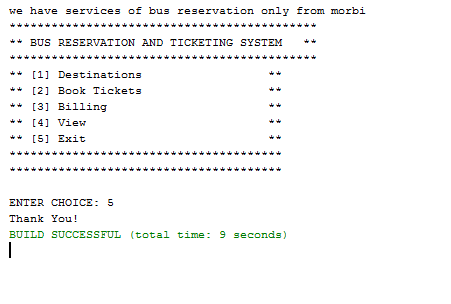 we have services of bus reservation only from morbi
********************************************
** BUS RESERVATION AND TICKETING SYSTEM   **
********************************************
** [1] Destinations                  **
** [2] Book Tickets                  **
** [3] Billing                       **
** [4] View                          **
** [5] Exit                          **
***************************************
***************************************
ENTER CHOICE: 5
Thank You!
BUILD SUCCESSFUL (total time: 9 seconds)